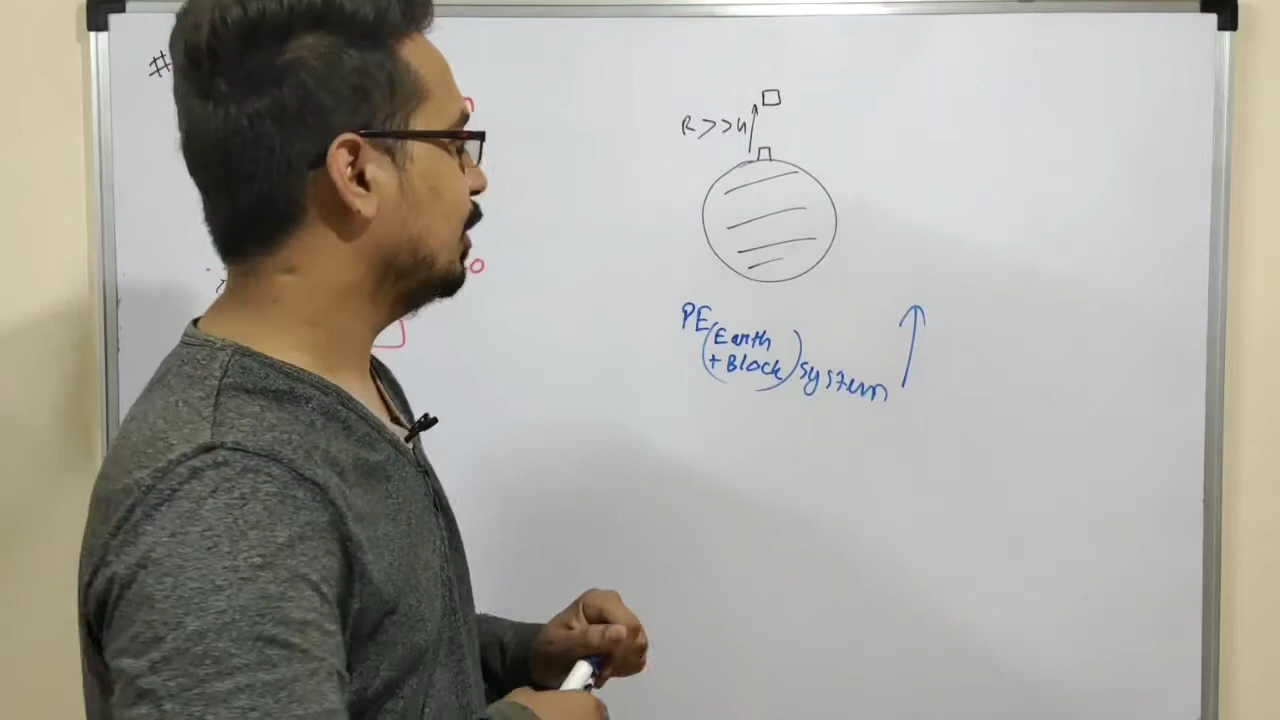 #
R>>h
PE(Earth
+Block) system ↑